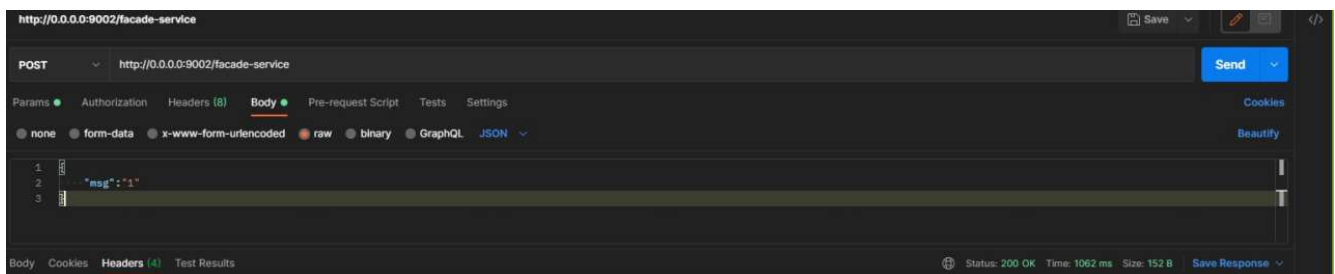 http://0.0.0.0:9002/facade-service Save </>
POST http://0.0.0.0:9002/facade-service Send
Params Authorization Headers (8) Body Pre-request Script Tests Settings Cookies
none form-data x-www-form-urlencoded raw binary GraphQL JSON Beautify
1 {
2 "msg":"1"
3 }
Body Cookies Headers (4) Test Results Status: 200 OK Time: 1062 ms Size: 152 B Save Response